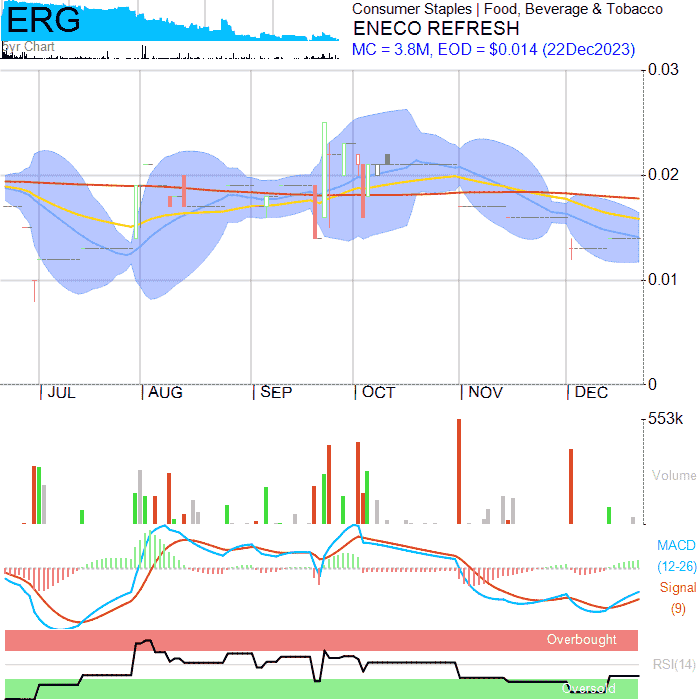 ERG
5yr Chart
Consumer Staples | Food, Beverage & Tobacco
ENECO REFRESH
MC = 3.8M, EOD = $0.014 (22Dec2023)
0.03
0.02
0.01
0
JUL AUG SEP OCT NOV DEC
553k
Volume
MACD
(12-26)
Signal
(9)
Overbought
RSI(14)
Oversold